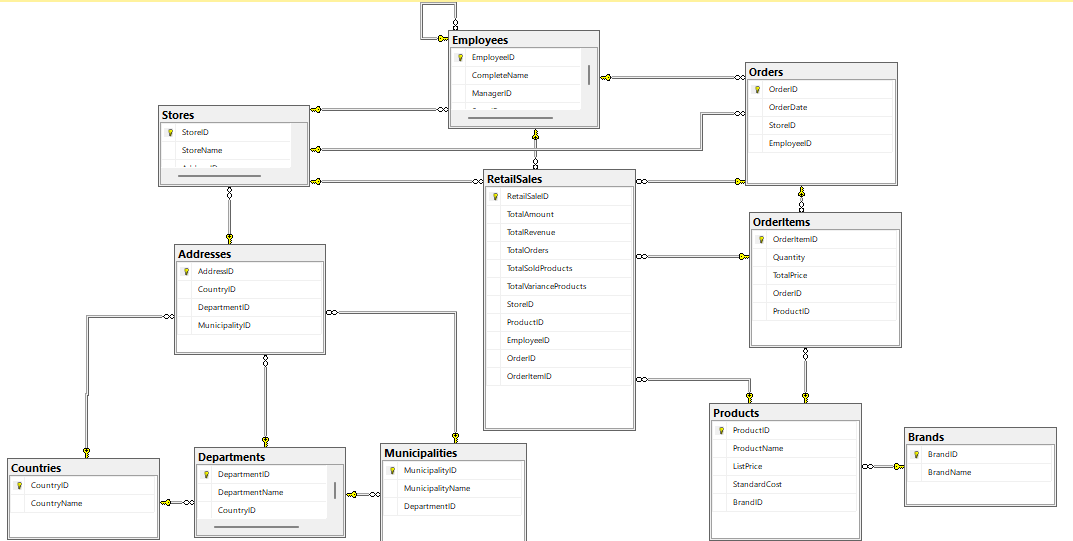 Employees
EmployeeID
CompleteName
ManagerID
Orders
OrderID
OrderDate
StoreID
EmployeeID
Stores
StoreID
StoreName
RetailSales
RetailSaleID
TotalAmount
TotalRevenue
TotalOrders
TotalSoldProducts
TotalVarianceProducts
StoreID
ProductID
EmployeeID
OrderID
OrderItemID
OrderItems
OrderItemID
Quantity
TotalPrice
OrderID
ProductID
Addresses
AddressID
CountryID
DepartmentID
MunicipalityID
Products
ProductID
ProductName
ListPrice
StandardCost
BrandID
Brands
BrandID
BrandName
Countries
CountryID
CountryName
Departments
DepartmentID
DepartmentName
CountryID
Municipalities
MunicipalityID
MunicipalityName
DepartmentID